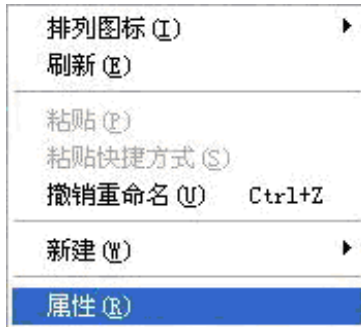 排列图标(I)
刷新(E)
粘贴(P)
粘贴快捷方式(S)
撤销重命名(U) Ctrl+Z
新建(W)
属性(R)